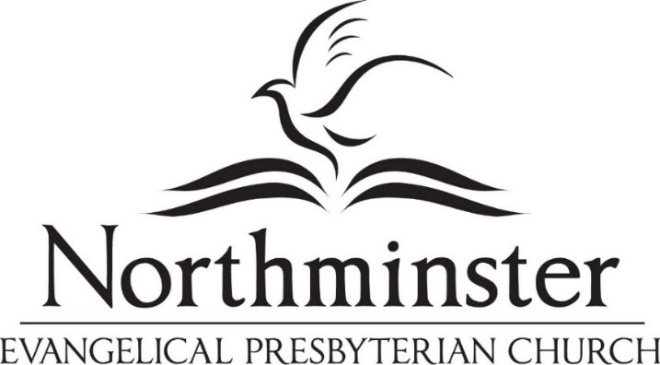 Northminster
EVANGELICAL PRESBYTERIAN CHURCH